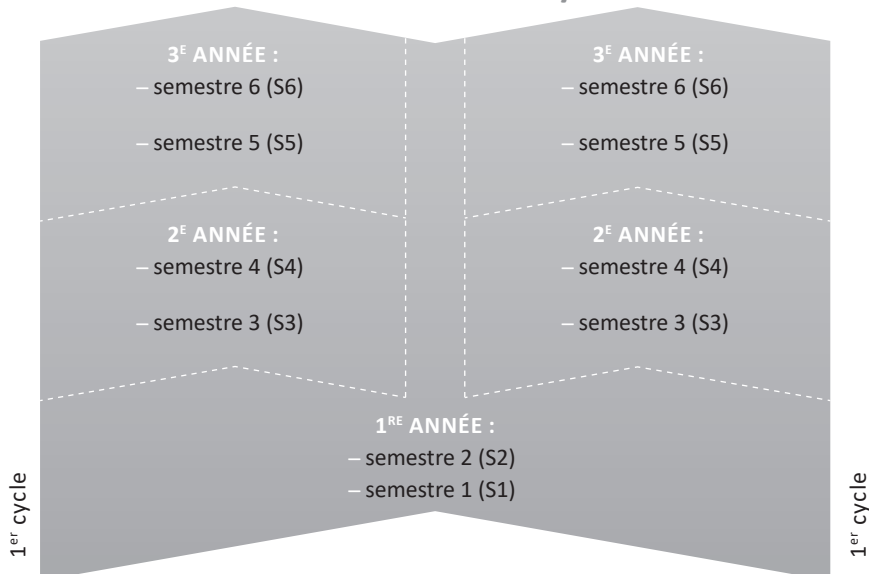 3E ANNÉE :
– semestre 6 (S6)
– semestre 5 (S5)
2E ANNÉE :
– semestre 4 (S4)
– semestre 3 (S3)
3E ANNÉE :
– semestre 6 (S6)
– semestre 5 (S5)
2E ANNÉE :
– semestre 4 (S4)
– semestre 3 (S3)
1RE ANNÉE :
– semestre 2 (S2)
– semestre 1 (S1)
1er cycle
1er cycle